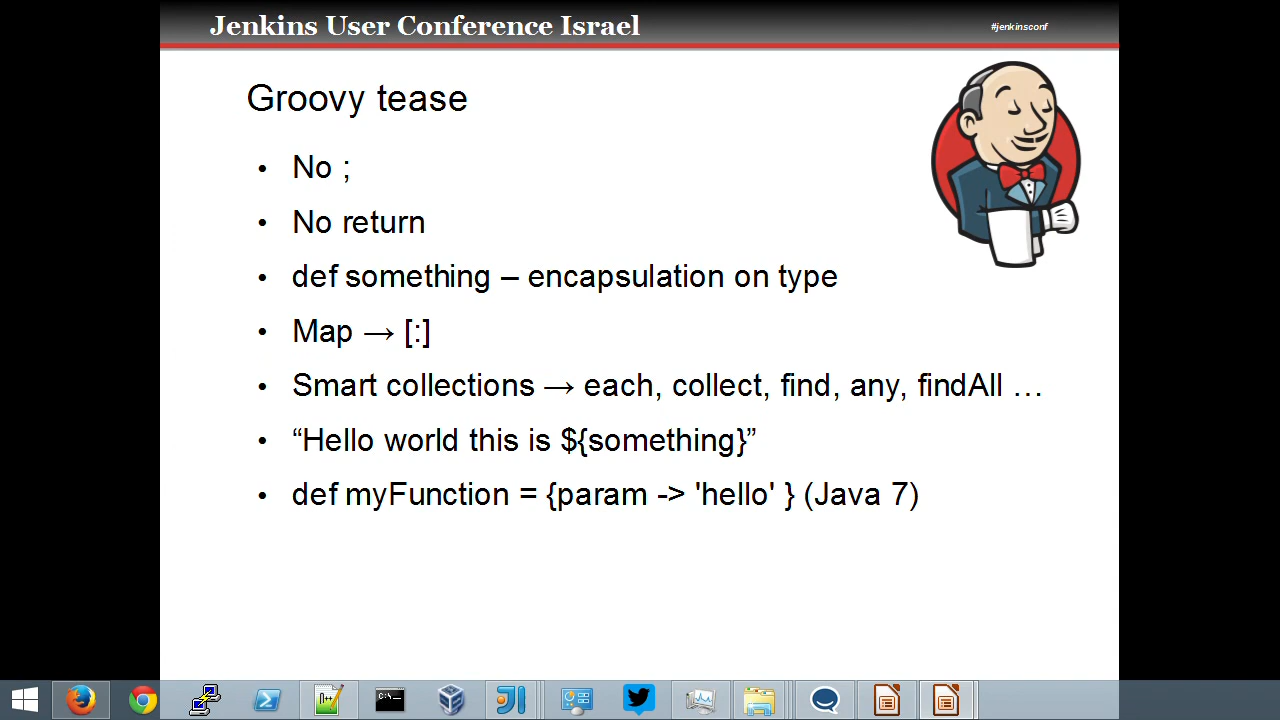 Jenkins User Conference Israel
#jenkinsconf
Groovy tease
• No ;
• No return
• def something – encapsulation on type
• Map → [:]
• Smart collections → each, collect, find, any, findAll …
• “Hello world this is ${something}”
• def myFunction = {param -> 'hello' } (Java 7)